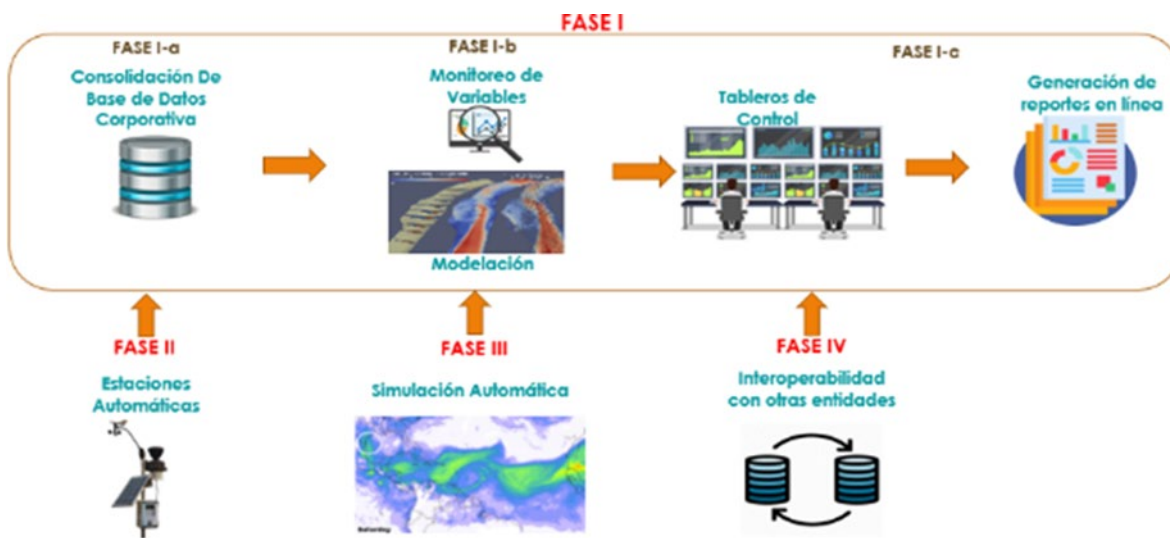 FASE I
FASE I-a
Consolidación De
Base de Datos
Corporativa
FASE I-b
Monitoreo de
Variables
Modelación
Tableros de
Control
FASE I-c
Generación de
reportes en línea
FASE II
Estaciones
Automáticas
FASE III
Simulación Automática
Saturday
FASE IV
Interoperabilidad
con otras entidades